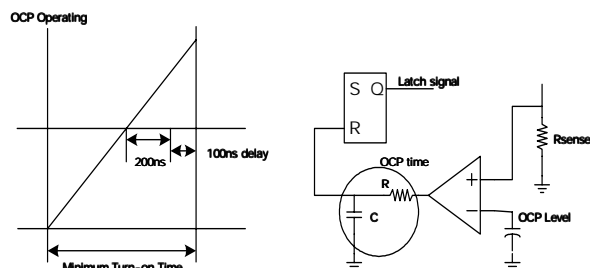 OCP Operating
200ns
100ns delay
Minimum Turn-on Time
S Q
Latch signal
R
Rsense
OCP time
R
C
+
−
OCP Level